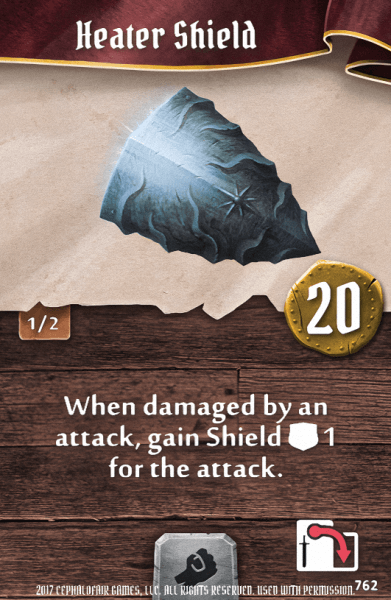 Heater Shield
20
1/2
When damaged by an
attack, gain Shield 1
for the attack.
2017 CEPHALOFAIR GAMES, LLC. ALL RIGHTS RESERVED. USED WITH PERMISSION.
762